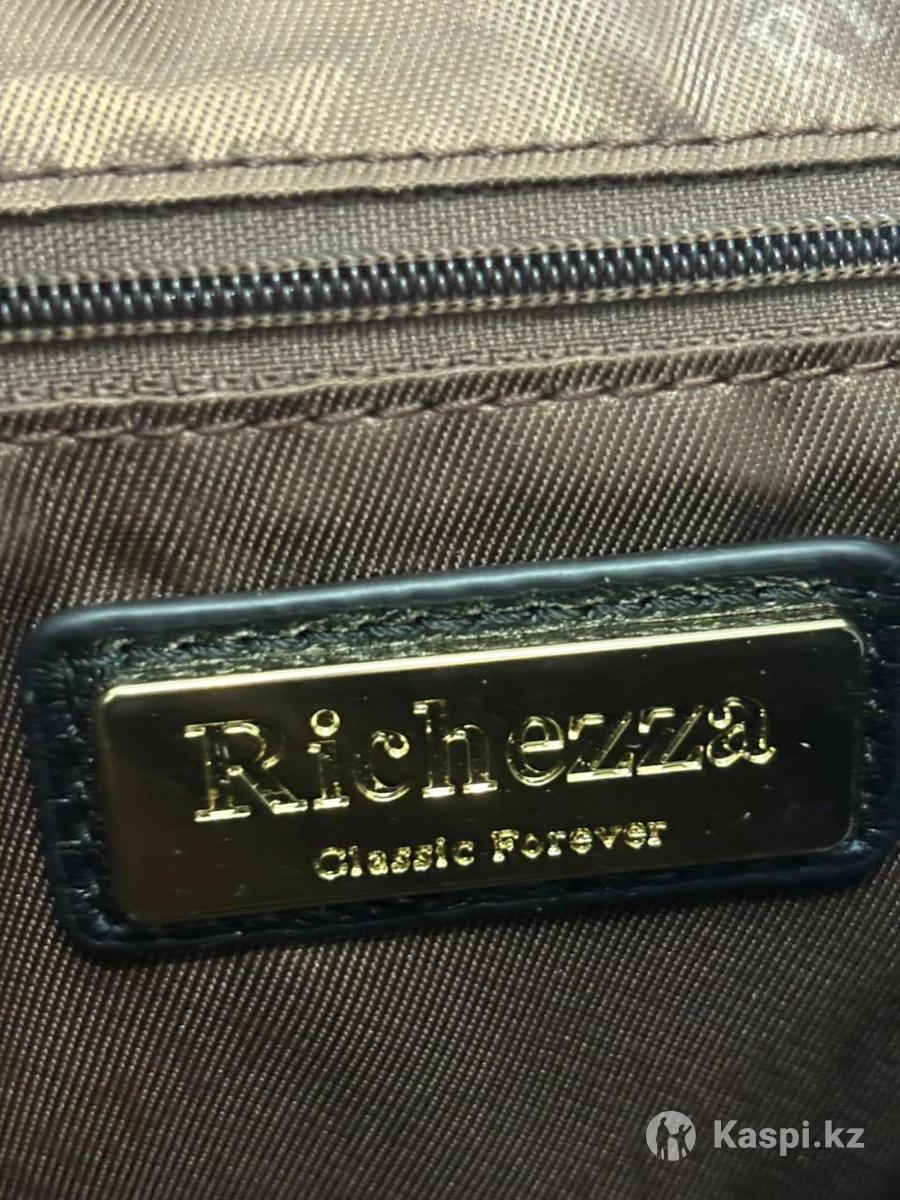 Richezza
Classic Forever
Kaspi.kz